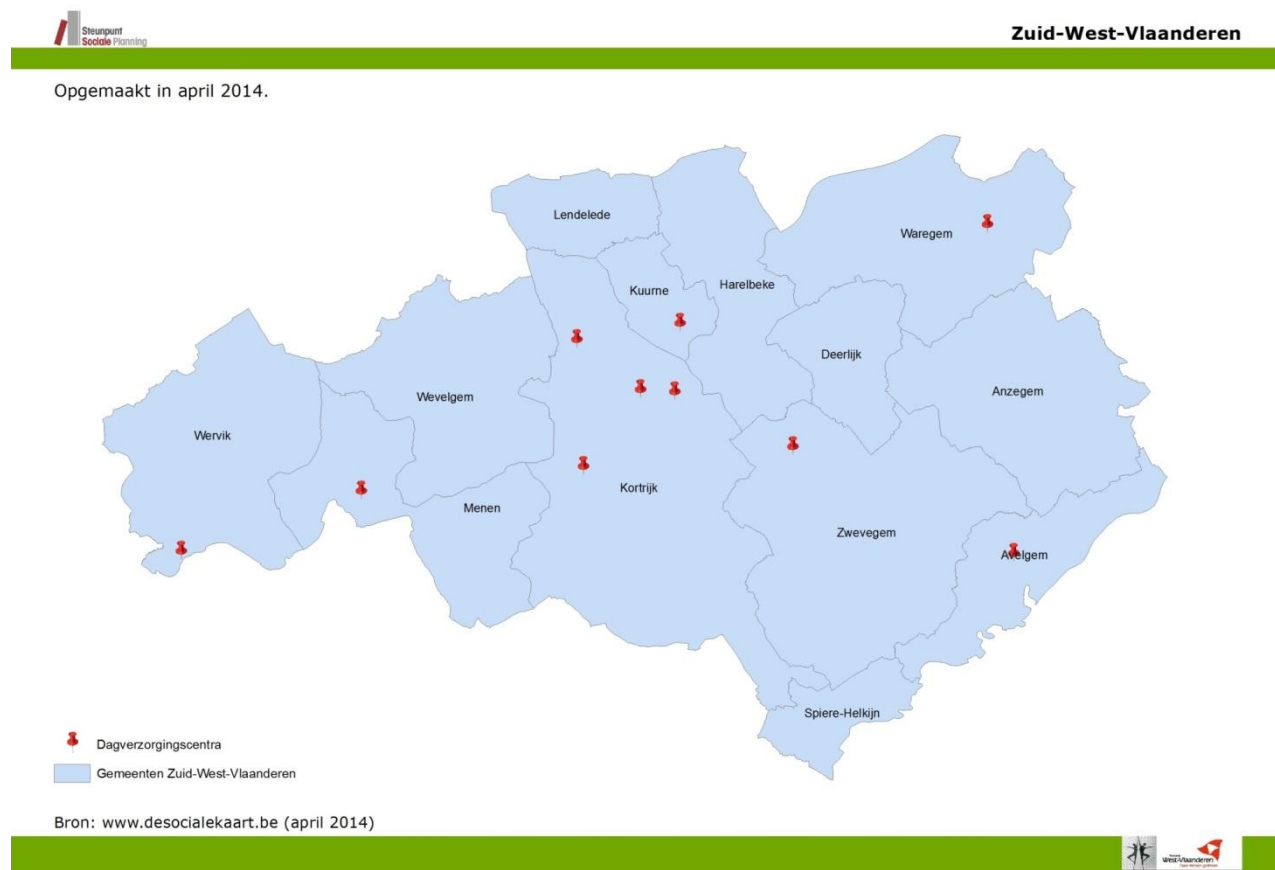 Steunpunt
Sociale Planning
Zuid-West-Vlaanderen
Opgemaakt in april 2014.
Lendelede
Waregem
Kuurne
Harelbeke
Deerlijk
Anzegem
Wevelgem
Wervik
Kortrijk
Menen
Zwevegem
Avelgem
Spiere-Helkijn
Dagverzorgingscentra
Gemeenten Zuid-West-Vlaanderen
Bron: www.desocialekaart.be (april 2014)
West-Vlaanderen